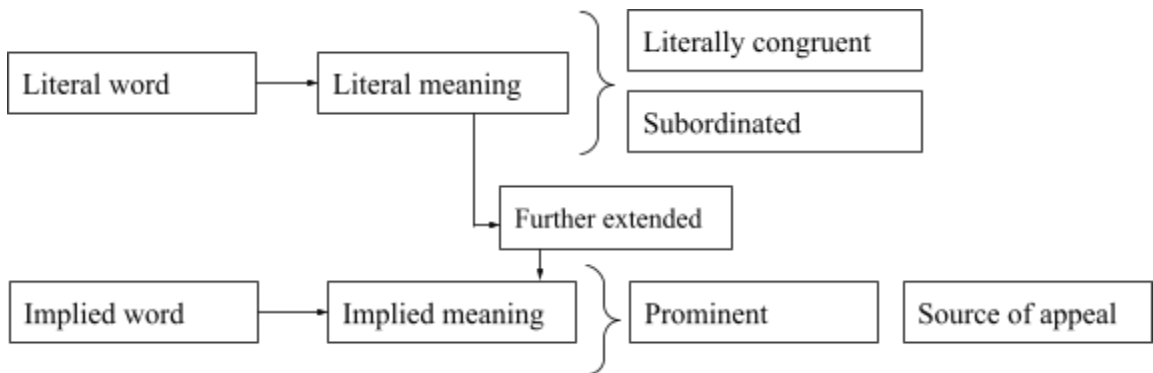 Literally congruent
Literal word
Literal meaning
Subordinated
Further extended
Implied word
Implied meaning
Prominent
Source of appeal